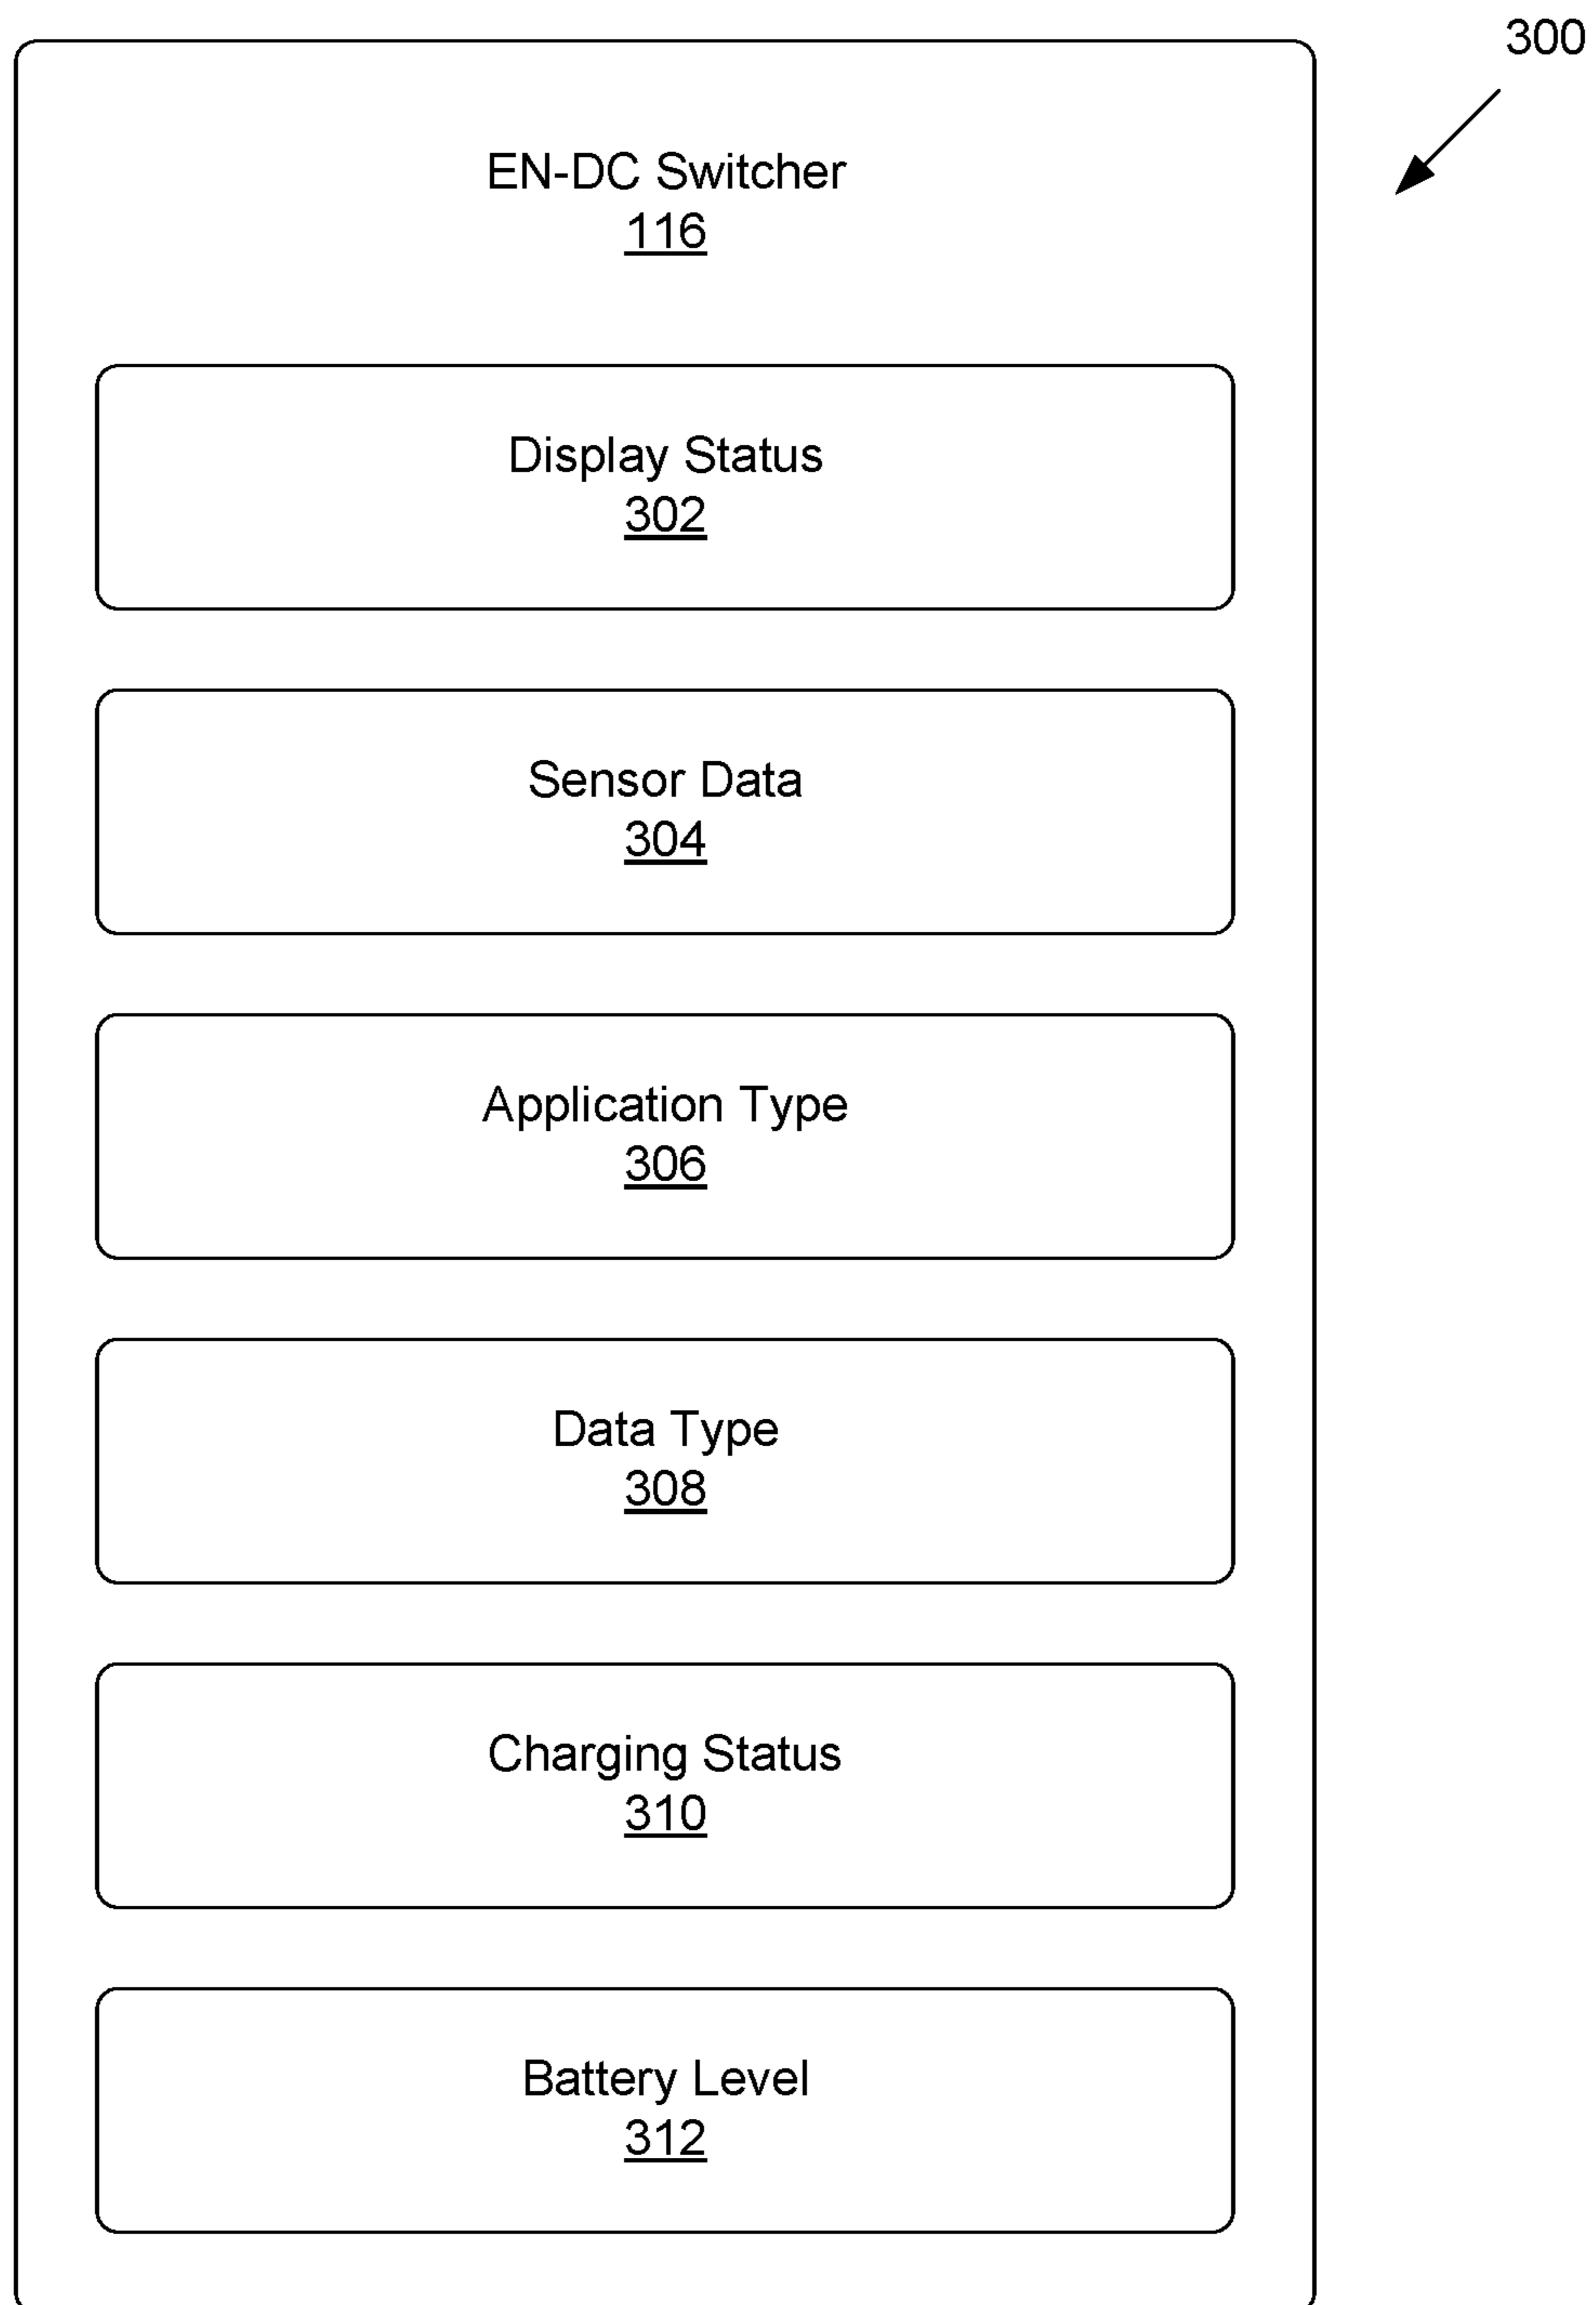 300
EN-DC Switcher
116
Display Status
302
Sensor Data
304
Application Type
306
Data Type
308
Charging Status
310
Battery Level
312